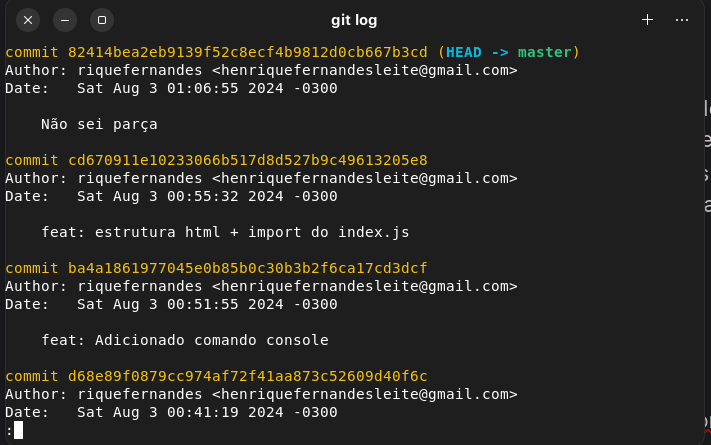 git log
commit 82414bea2eb9139f52c8ecf4b9812d0cb667b3cd (HEAD -> master)
Author: riquefernandes <henriquefernandesleite@gmail.com>
Date:   Sat Aug 3 01:06:55 2024 -0300
Não sei parça
commit cd670911e10233066b517d8d527b9c49613205e8
Author: riquefernandes <henriquefernandesleite@gmail.com>
Date:   Sat Aug 3 00:55:32 2024 -0300
feat: estrutura html + import do index.js
commit ba4a1861977045e0b85b0c30b3b2f6ca17cd3dcf
Author: riquefernandes <henriquefernandesleite@gmail.com>
Date:   Sat Aug 3 00:51:55 2024 -0300
feat: Adicionado comando console
commit d68e89f0879cc974af72f41aa873c52609d40f6c
Author: riquefernandes <henriquefernandesleite@gmail.com>
Date:   Sat Aug 3 00:41:19 2024 -0300
: